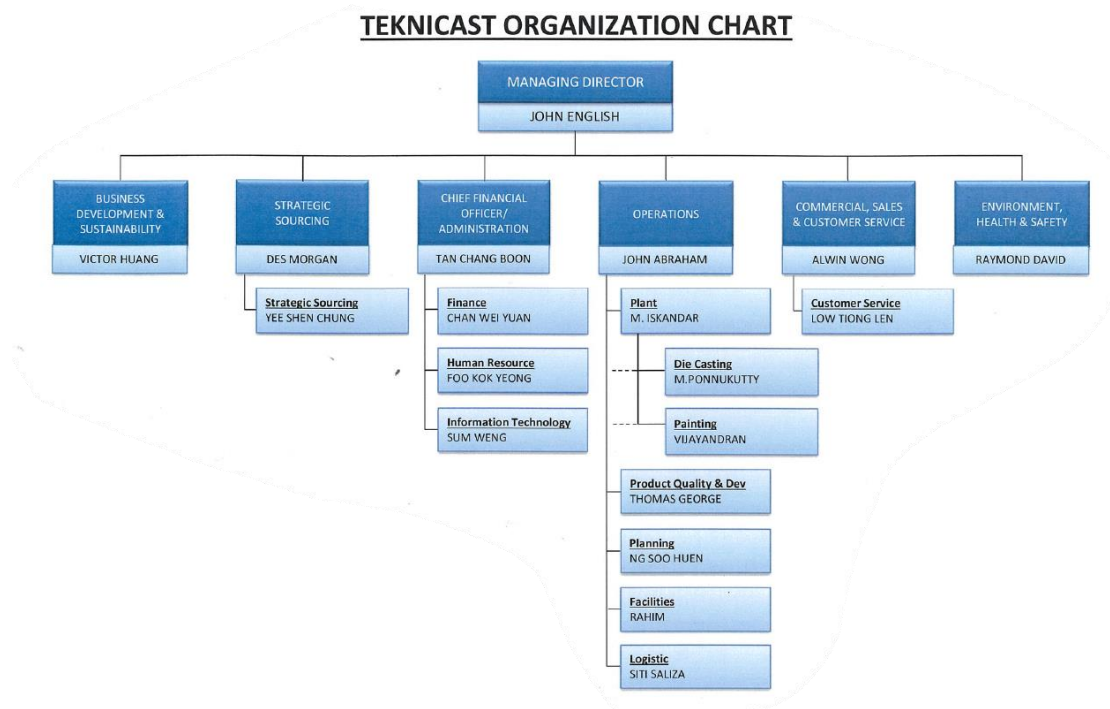 TEKNICAST ORGANIZATION CHART
MANAGING DIRECTOR
JOHN ENGLISH
BUSINESS
DEVELOPMENT &
SUSTAINABILITY
VICTOR HUANG
STRATEGIC
SOURCING
DES MORGAN
Strategic Sourcing
YEE SHEN CHUNG
CHIEF FINANCIAL
OFFICER/
ADMINISTRATION
TAN CHANG BOON
Finance
CHAN WEI YUAN
Human Resource
FOO KOK YEONG
Information Technology
SUM WENG
OPERATIONS
JOHN ABRAHAM
Plant
M. ISKANDAR
Die Casting
M.PONNUKUTTY
Painting
VIJAYANDRAN
Product Quality & Dev
THOMAS GEORGE
Planning
NG SOO HUEN
Facilities
RAHIM
Logistic
SITI SALIZA
COMMERCIAL, SALES
& CUSTOMER SERVICE
ALWIN WONG
Customer Service
LOW TIONG LEN
ENVIRONMENT,
HEALTH & SAFETY
RAYMOND DAVID